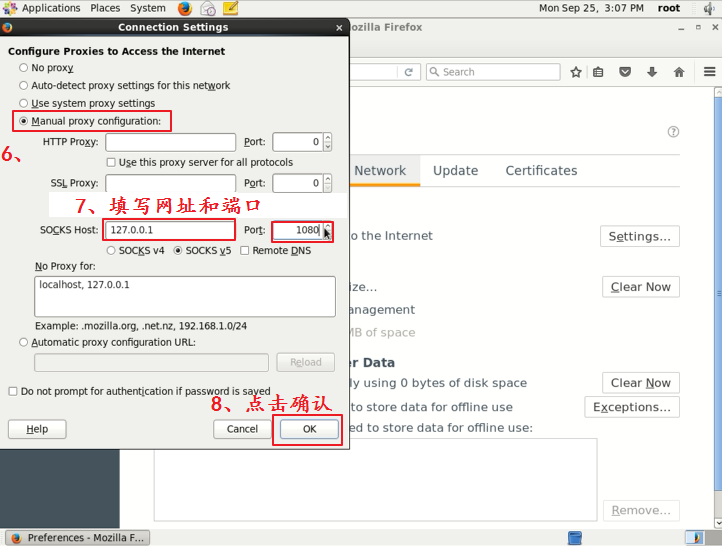 Applications Places System Mon Sep 25, 3:07 PM root
Connection Settings
ozilla Firefox
Configure Proxies to Access the Internet
No proxy
Auto-detect proxy settings for this network
Use system proxy settings
Manual proxy configuration:
6、
HTTP Proxy: Port: 0
Use this proxy server for all protocols
SSL Proxy: Port: 0
7、填写网址和端口
SOCKS Host: 127.0.0.1 Port: 1080
SOCKS v4 SOCKS v5 Remote DNS
No Proxy for:
localhost, 127.0.0.1
Example: .mozilla.org, .net.nz, 192.168.1.0/24
Automatic proxy configuration URL:
Reload
Do not prompt for authentication if password is saved
8、点击确认
Help Cancel OK
Search
Network Update Certificates
to the Internet Settings...
ize... Clear Now
anagement
MB of space
er Data
ly using 0 bytes of disk space Clear Now
to store data for offline use Exceptions...
ed to store data for offline use:
Remove...
Preferences - Mozilla F...